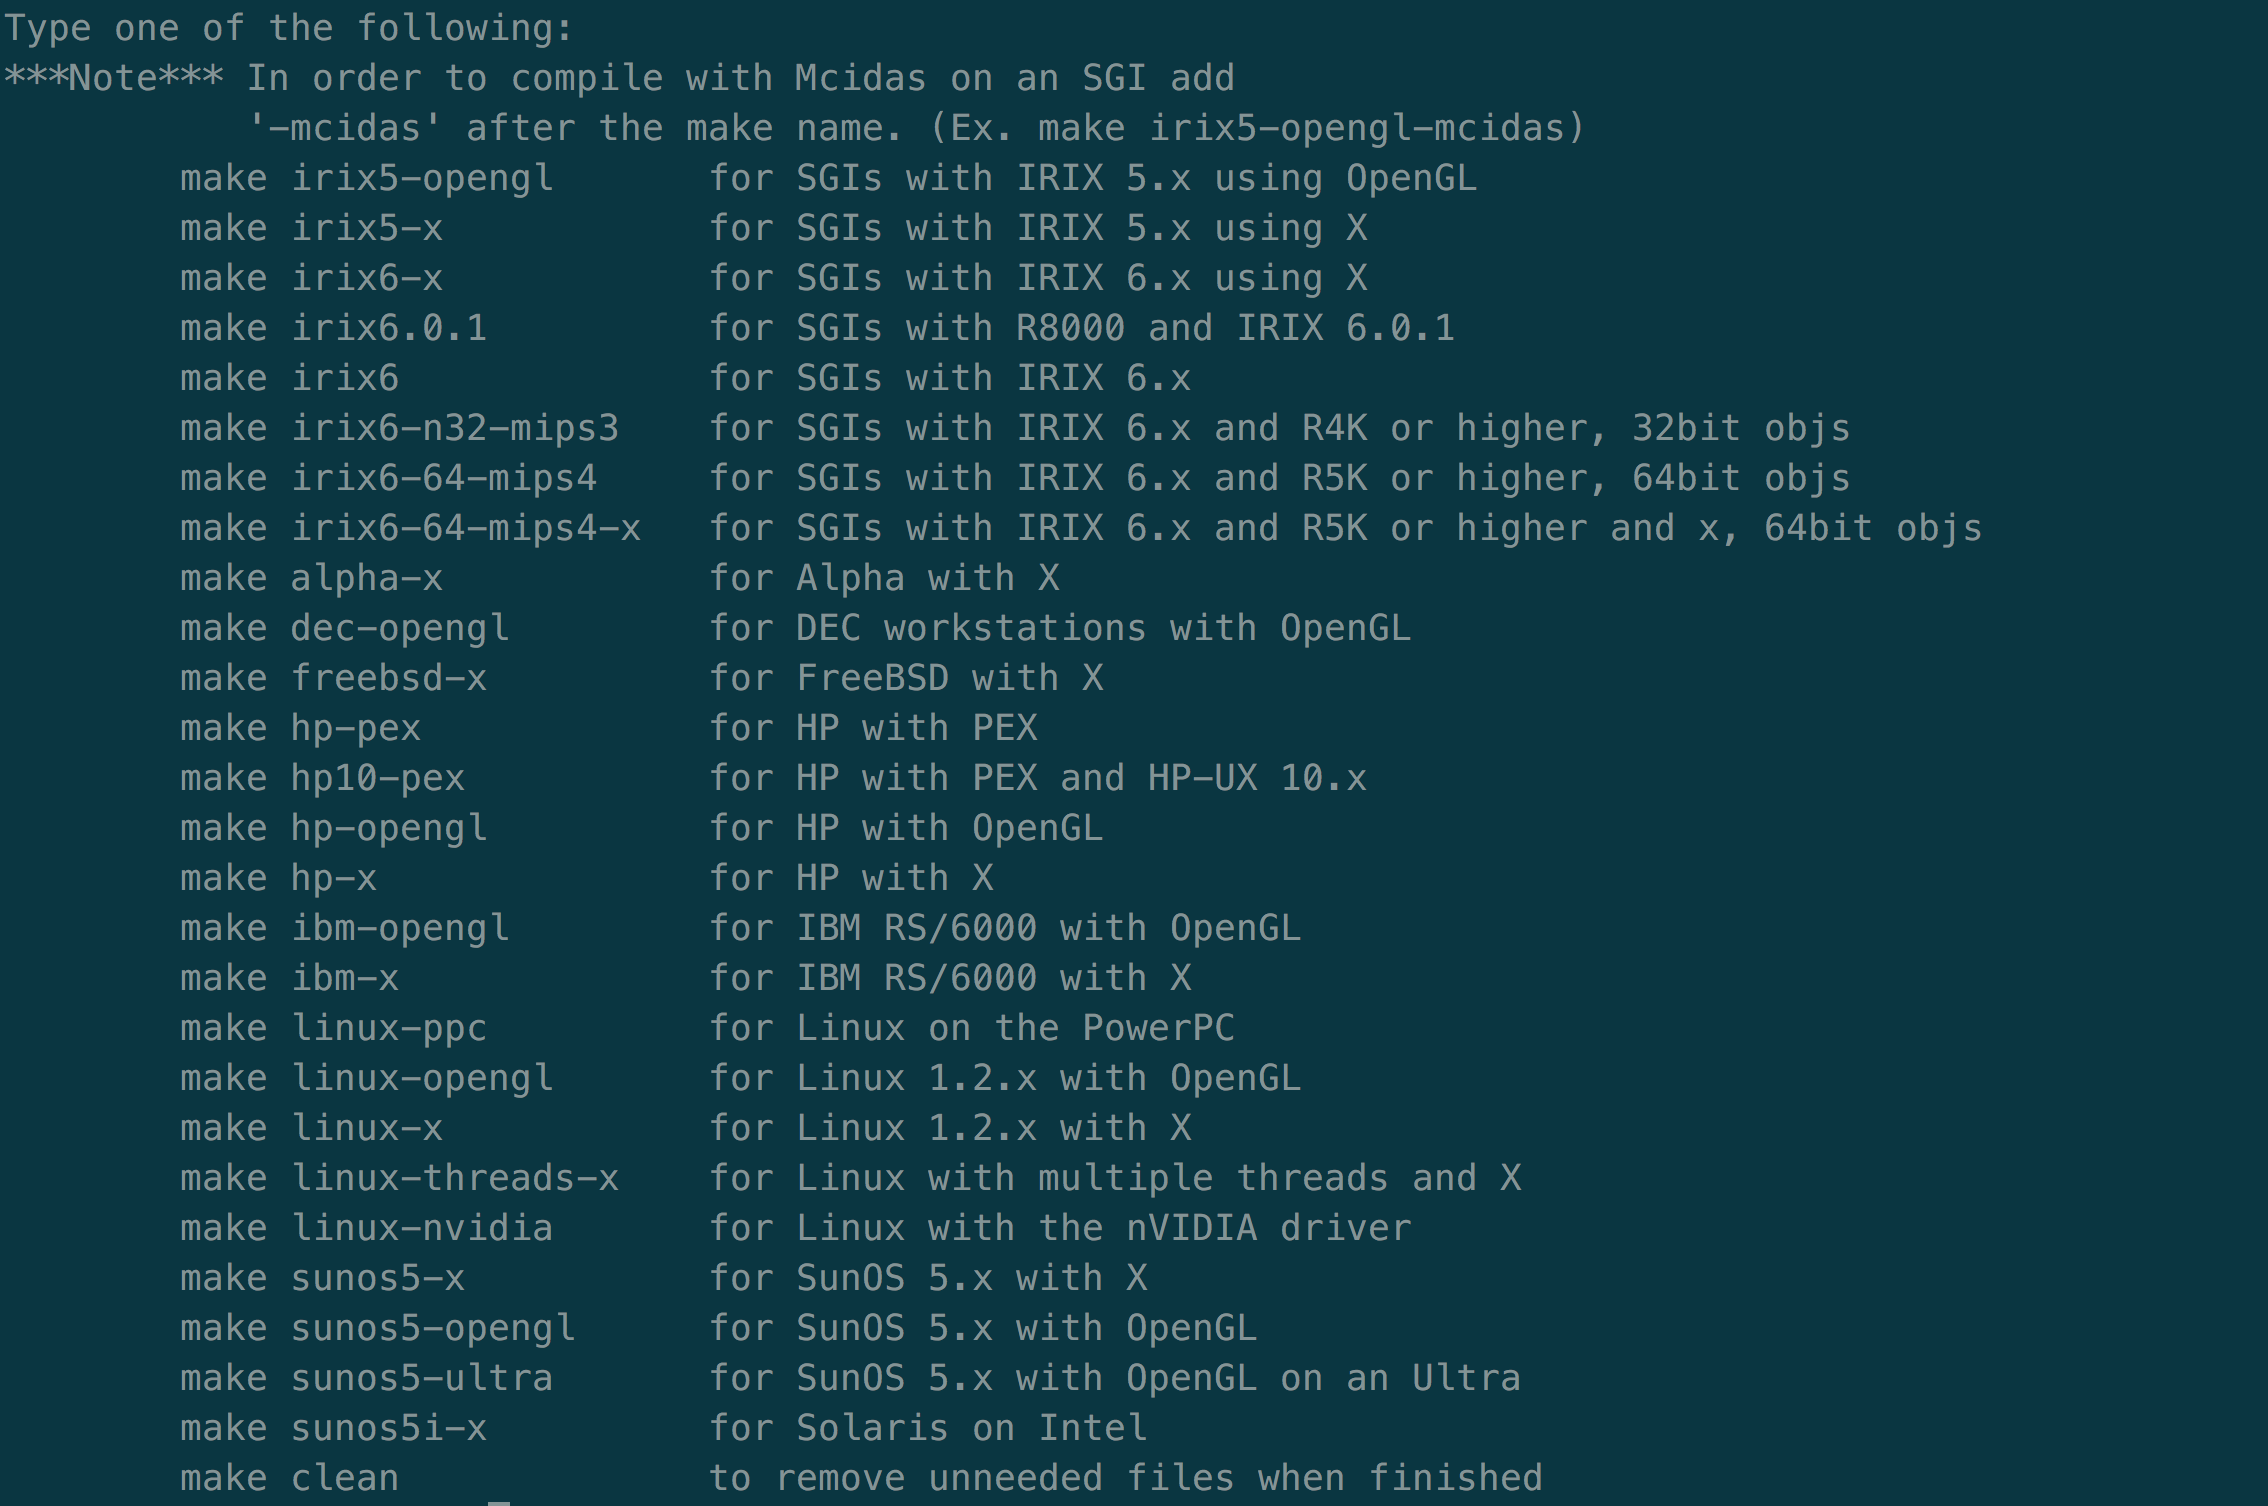 Type one of the following:
***Note*** In order to compile with Mcidas on an SGI add
           '-mcidas' after the make name. (Ex. make irix5-opengl-mcidas)
        make irix5-opengl       for SGIs with IRIX 5.x using OpenGL
        make irix5-x            for SGIs with IRIX 5.x using X
        make irix6-x            for SGIs with IRIX 6.x using X
        make irix6.0.1          for SGIs with R8000 and IRIX 6.0.1
        make irix6              for SGIs with IRIX 6.x
        make irix6-n32-mips3    for SGIs with IRIX 6.x and R4K or higher, 32bit objs
        make irix6-64-mips4     for SGIs with IRIX 6.x and R5K or higher, 64bit objs
        make irix6-64-mips4-x   for SGIs with IRIX 6.x and R5K or higher and x, 64bit objs
        make alpha-x            for Alpha with X
        make dec-opengl         for DEC workstations with OpenGL
        make freebsd-x          for FreeBSD with X
        make hp-pex             for HP with PEX
        make hp10-pex           for HP with PEX and HP-UX 10.x
        make hp-opengl          for HP with OpenGL
        make hp-x               for HP with X
        make ibm-opengl         for IBM RS/6000 with OpenGL
        make ibm-x              for IBM RS/6000 with X
        make linux-ppc          for Linux on the PowerPC
        make linux-opengl       for Linux 1.2.x with OpenGL
        make linux-x            for Linux 1.2.x with X
        make linux-threads-x    for Linux with multiple threads and X
        make linux-nvidia       for Linux with the nVIDIA driver
        make sunos5-x           for SunOS 5.x with X
        make sunos5-opengl      for SunOS 5.x with OpenGL
        make sunos5-ultra       for SunOS 5.x with OpenGL on an Ultra
        make sunos5i-x          for Solaris on Intel
        make clean              to remove unneeded files when finished